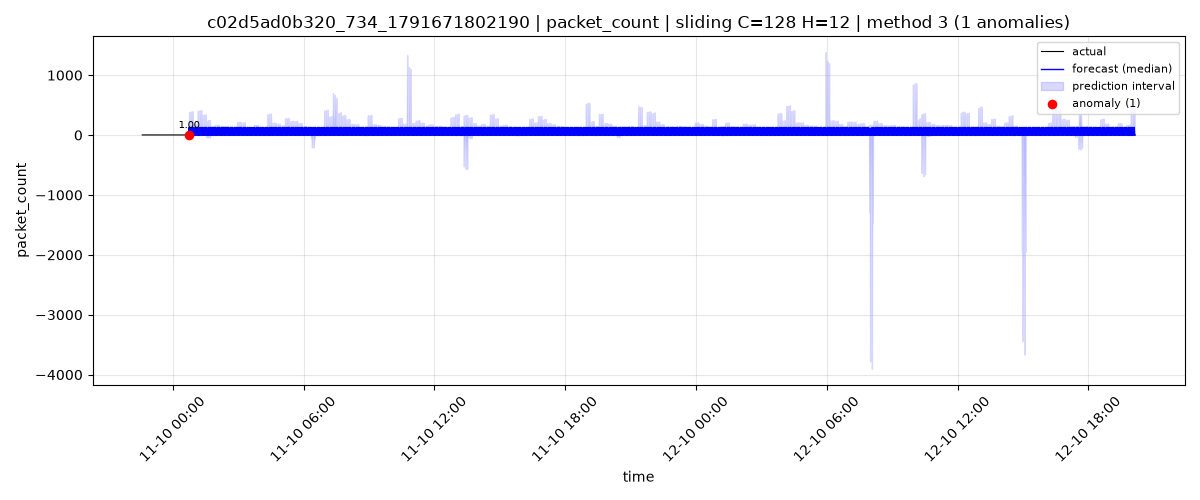 c02d5ad0b320_734_1791671802190 | packet_count | sliding C=128 H=12 | method 3 (1 anomalies)
actual
forecast (median)
prediction interval
anomaly (1)
1.00
packet_count
1000
0
−1000
−2000
−3000
−4000
11-10 00:00
11-10 06:00
11-10 12:00
11-10 18:00
12-10 00:00
12-10 06:00
12-10 12:00
12-10 18:00
time